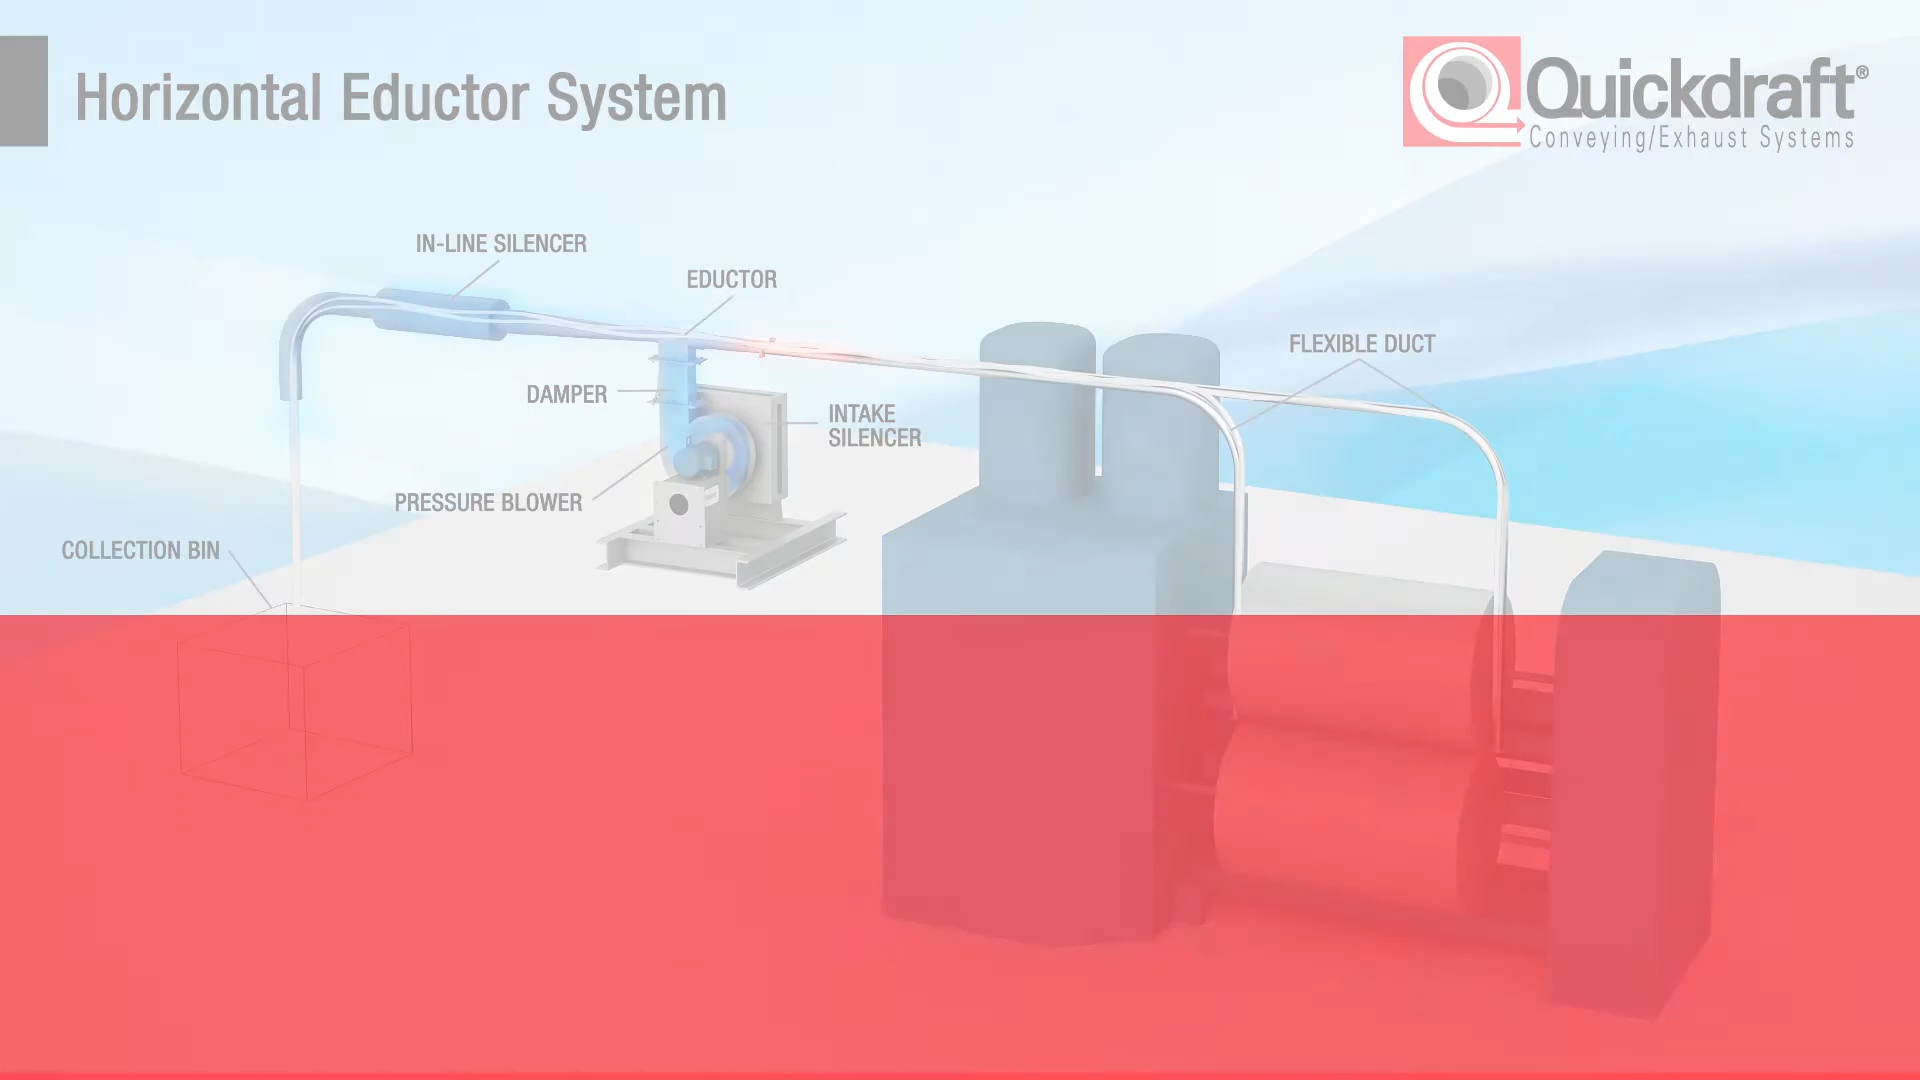 Horizontal Eductor System
Quickdraft®
Conveying/Exhaust Systems
IN-LINE SILENCER
EDUCTOR
FLEXIBLE DUCT
DAMPER
INTAKE
SILENCER
PRESSURE BLOWER
COLLECTION BIN